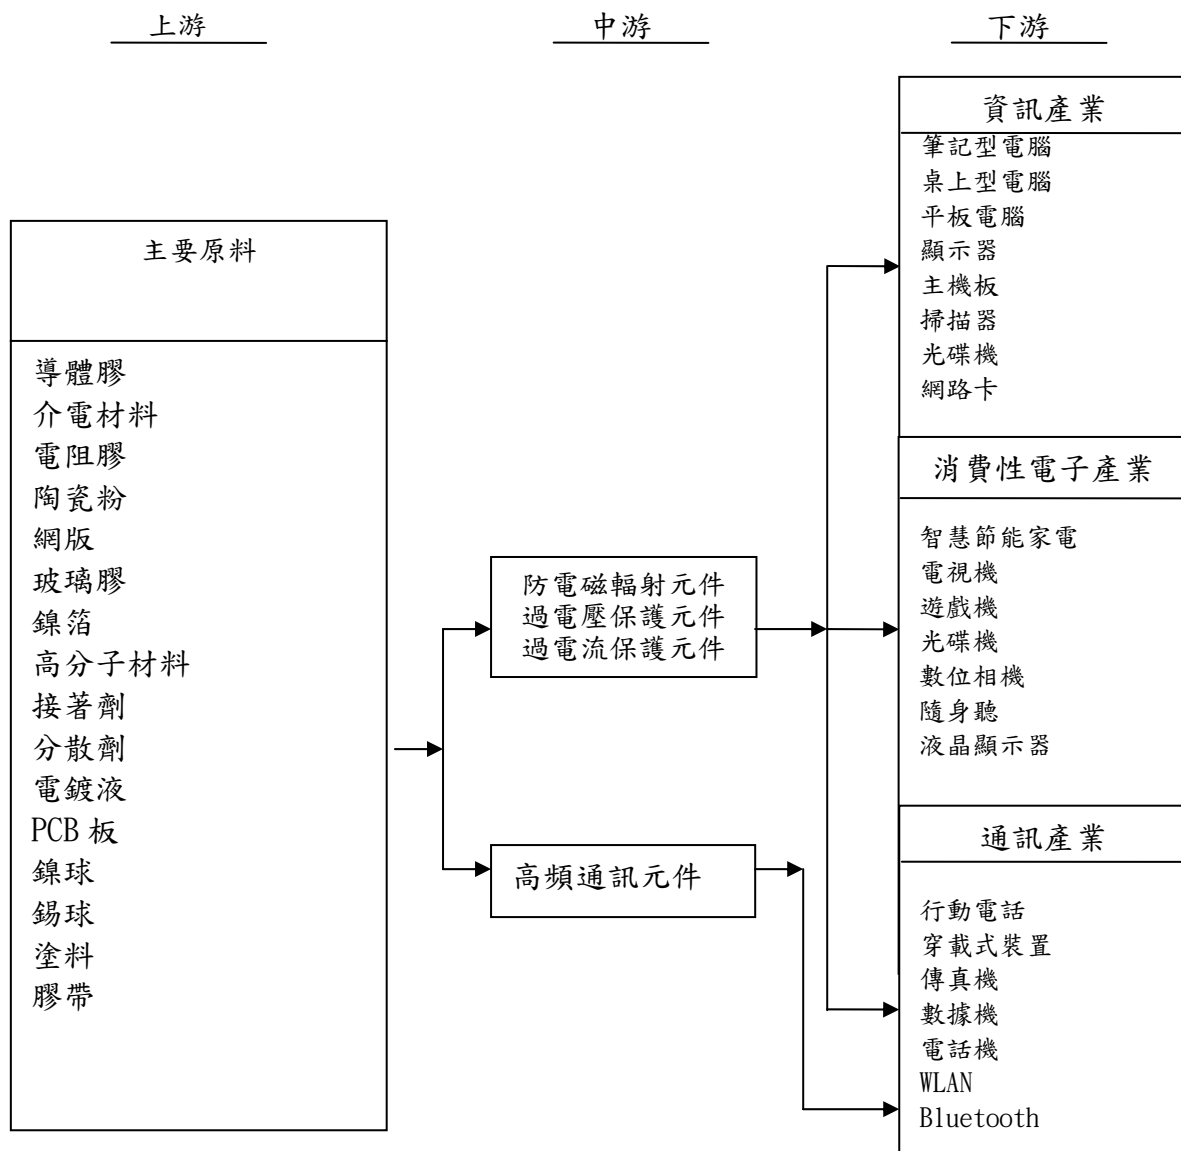 上游
中游
下游
主要原料
導體膠
介電材料
電阻膠
陶瓷粉
網版
玻璃膠
鎳箔
高分子材料
接著劑
分散劑
電鍍液
PCB 板
鎳球
錫球
塗料
膠帶
防電磁輻射元件
過電壓保護元件
過電流保護元件
高頻通訊元件
資訊產業
筆記型電腦
桌上型電腦
平板電腦
顯示器
主機板
掃描器
光碟機
網路卡
消費性電子產業
智慧節能家電
電視機
遊戲機
光碟機
數位相機
隨身聽
液晶顯示器
通訊產業
行動電話
穿載式裝置
傳真機
數據機
電話機
WLAN
Bluetooth